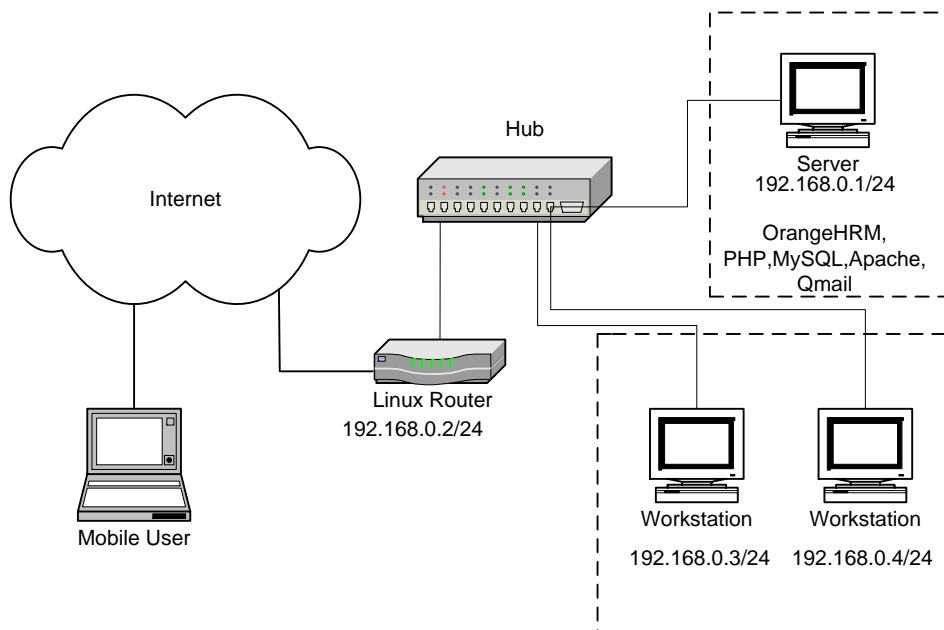 Hub
Internet
Server
192.168.0.1/24
OrangeHRM,
PHP,MySQL,Apache,
Qmail
Linux Router
192.168.0.2/24
Mobile User
Workstation
192.168.0.3/24
Workstation
192.168.0.4/24